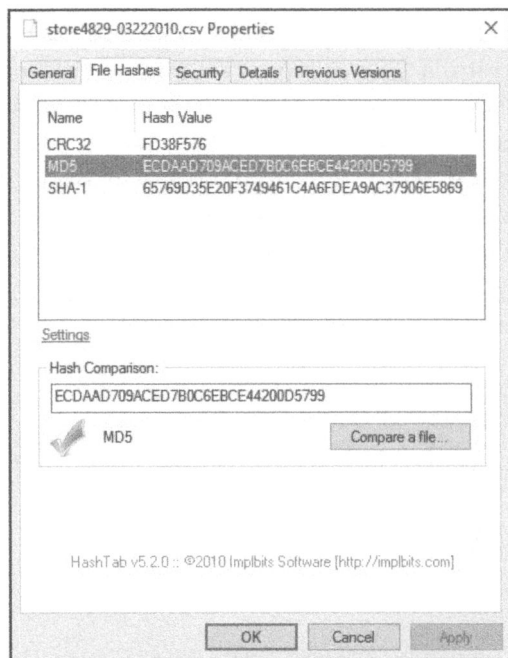 store4829-03222010.csv Properties
General File Hashes Security Details Previous Versions
Name Hash Value
CRC32 FD38F576
MD5 ECDAAD709ACED7B0C6EBCE44200D5799
SHA-1 65769D35E20F3749461C4A6FDEA9AC37906E5869
Settings
Hash Comparison:
ECDAAD709ACED7B0C6EBCE44200D5799
MD5 Compare a file...
HashTab v5.2.0 :: ©2010 Implbits Software [http://implbits.com]
OK Cancel Apply